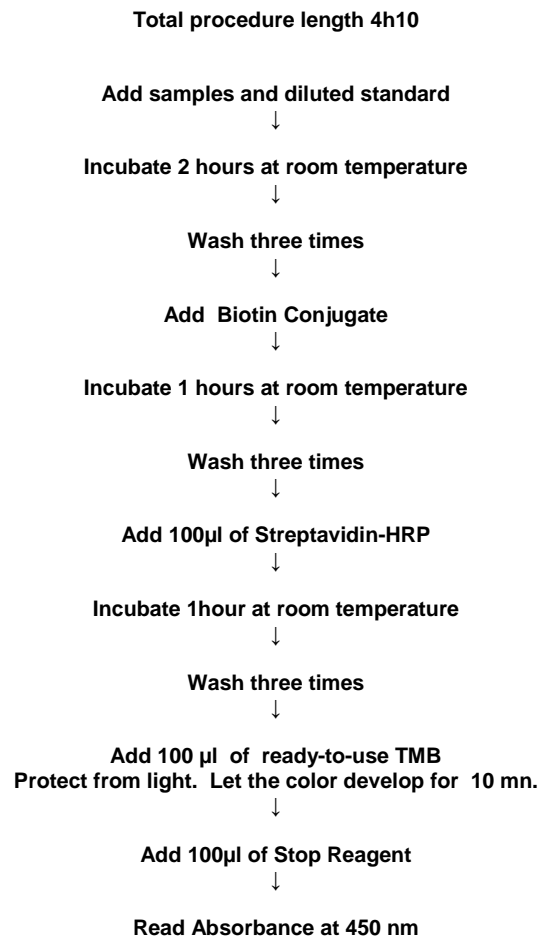 Total procedure length 4h10
Add samples and diluted standard
↓
Incubate 2 hours at room temperature
↓
Wash three times
↓
Add Biotin Conjugate
↓
Incubate 1 hours at room temperature
↓
Wash three times
↓
Add 100µl of Streptavidin-HRP
↓
Incubate 1hour at room temperature
↓
Wash three times
↓
Add 100 µl of ready-to-use TMB
Protect from light. Let the color develop for 10 mn.
↓
Add 100µl of Stop Reagent
↓
Read Absorbance at 450 nm